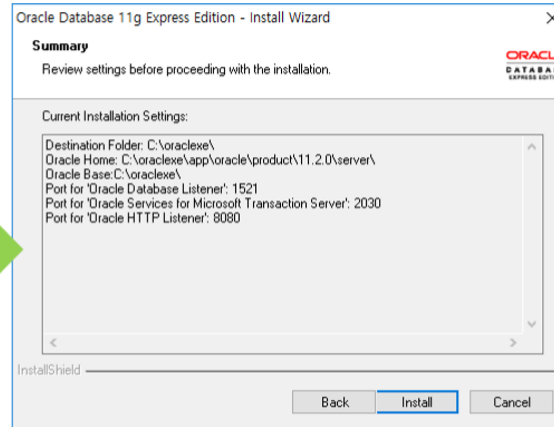 Oracle Database 11g Express Edition - Install Wizard
Summary
Review settings before proceeding with the installation.
Current Installation Settings:
Destination Folder: C:\oraclexe\
Oracle Home: C:\oraclexe\app\oracle\product\11.2.0\server\
Oracle Base:C:\oraclexe\
Port for 'Oracle Database Listener': 1521
Port for 'Oracle Services for Microsoft Transaction Server': 2030
Port for 'Oracle HTTP Listener': 8080
InstallShield
Back
Install
Cancel